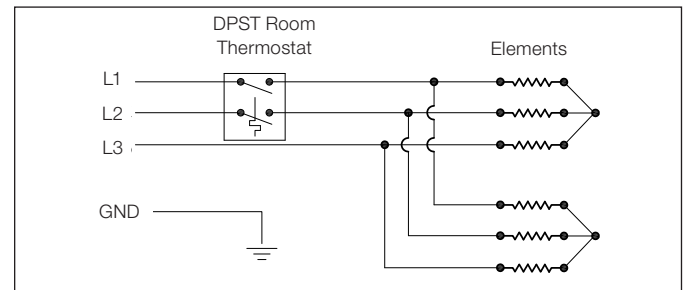 DPST Room
Thermostat
Elements
L1
L2
L3
GND